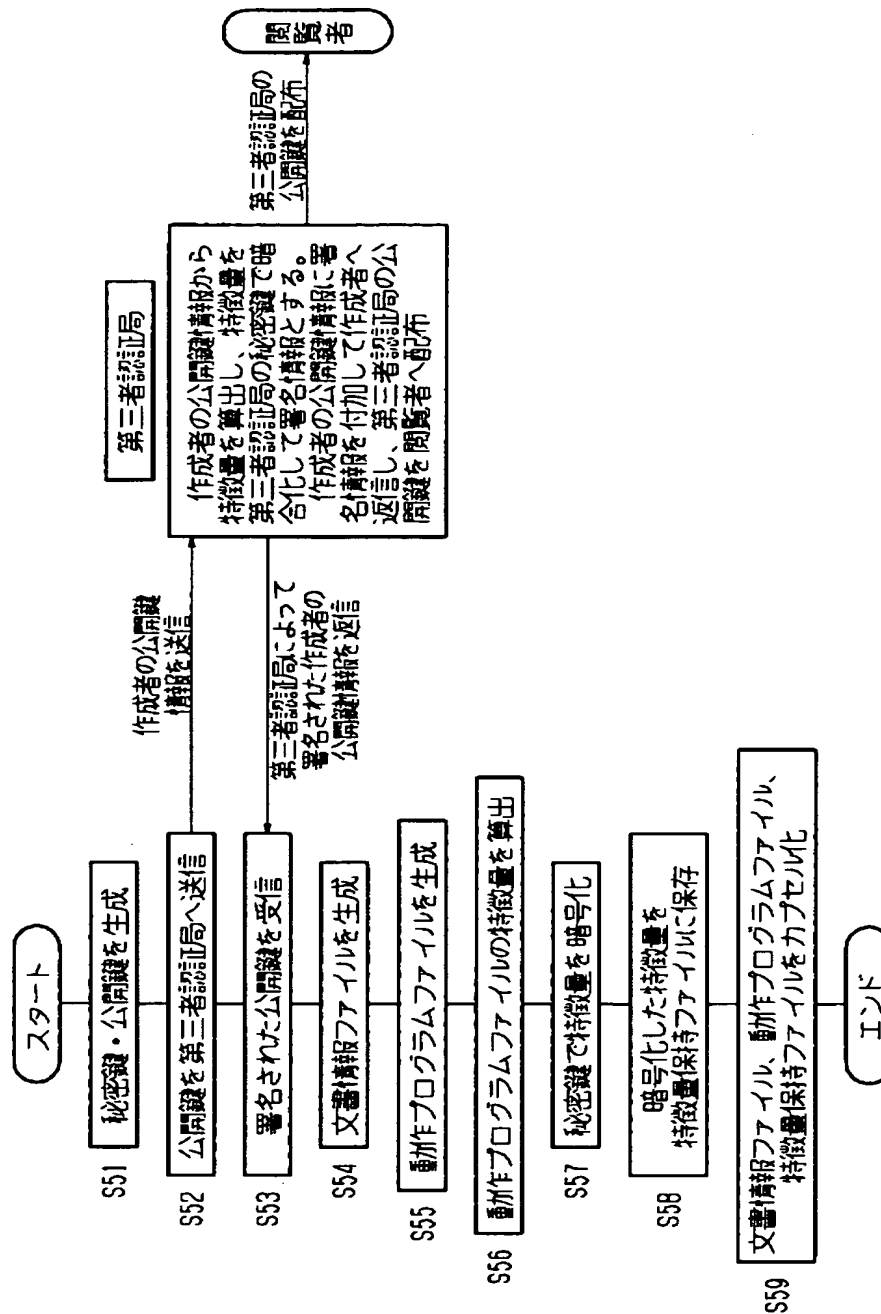 スタート
S51
秘密鍵・公開鍵を生成
S52
公開鍵を第三者認証局へ送信
S53
署名された公開鍵を受信
S54
文書情報ファイルを生成
S55
動作プログラムファイルを生成
S56
動作プログラムファイルの特徴量を算出
S57
秘密鍵で特徴量を暗号化
S58
暗号化した特徴量を
特徴量保持ファイルに保存
S59
文書情報ファイル、動作プログラムファイル、
特徴量保持ファイルをカプセル化
エンド
作成者の公開鍵
情報を送信
第三者認証局によって
署名された作成者の
公開鍵情報を返信
第三者認証局
作成者の公開鍵情報から
特徴量を算出し、特徴量を
第三者認証局の秘密鍵で暗
号化して署名情報とする。
作成者の公開鍵情報に署
名情報を付加して作成者へ
返信し、第三者認証局の公
開鍵を閲覧者へ配布
第三者認証局の
公開鍵を配布
閲覧者